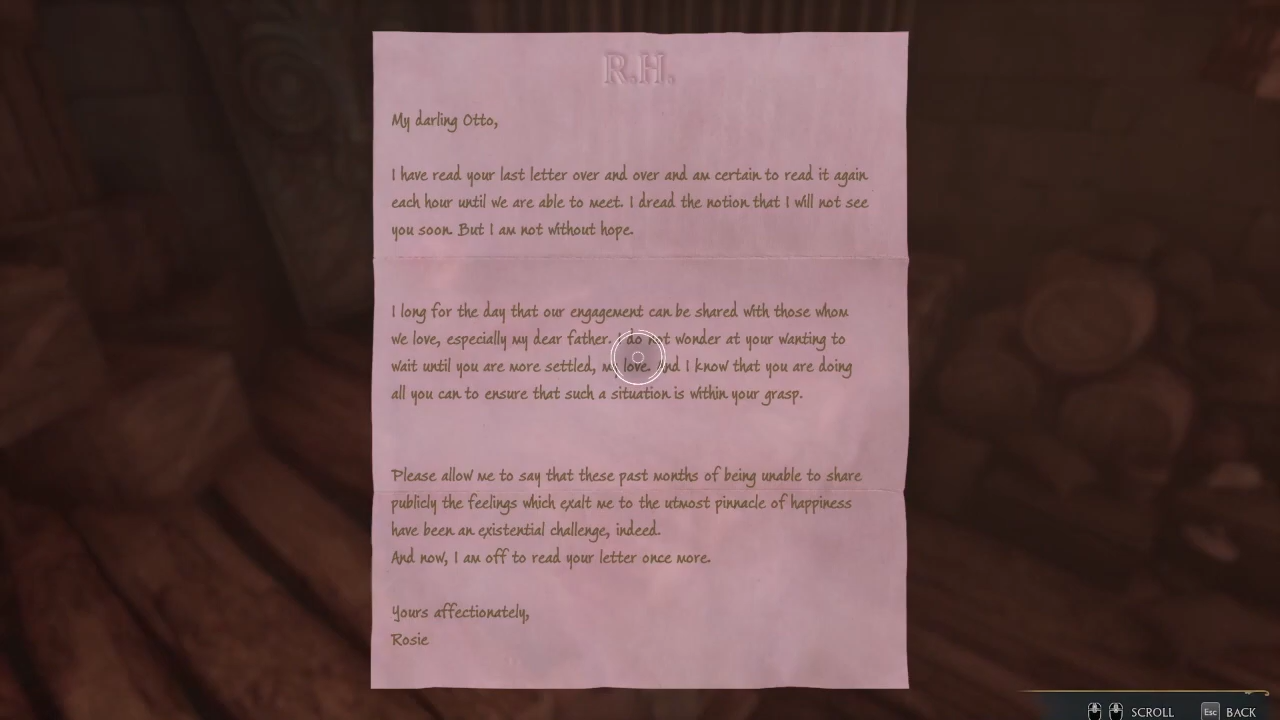 R.H.
My darling Otto,
I have read your last letter over and over and am certain to read it again
each hour until we are able to meet. I dread the notion that I will not see
you soon. But I am not without hope.
I long for the day that our engagement can be shared with those whom
we love, especially my dear father. I do not wonder at your wanting to
wait until you are more settled, my love. And I know that you are doing
all you can to ensure that such a situation is within your grasp.
Please allow me to say that these past months of being unable to share
publicly the feelings which exalt me to the utmost pinnacle of happiness
have been an existential challenge, indeed.
And now, I am off to read your letter once more.
Yours affectionately,
Rosie
SCROLL Esc BACK